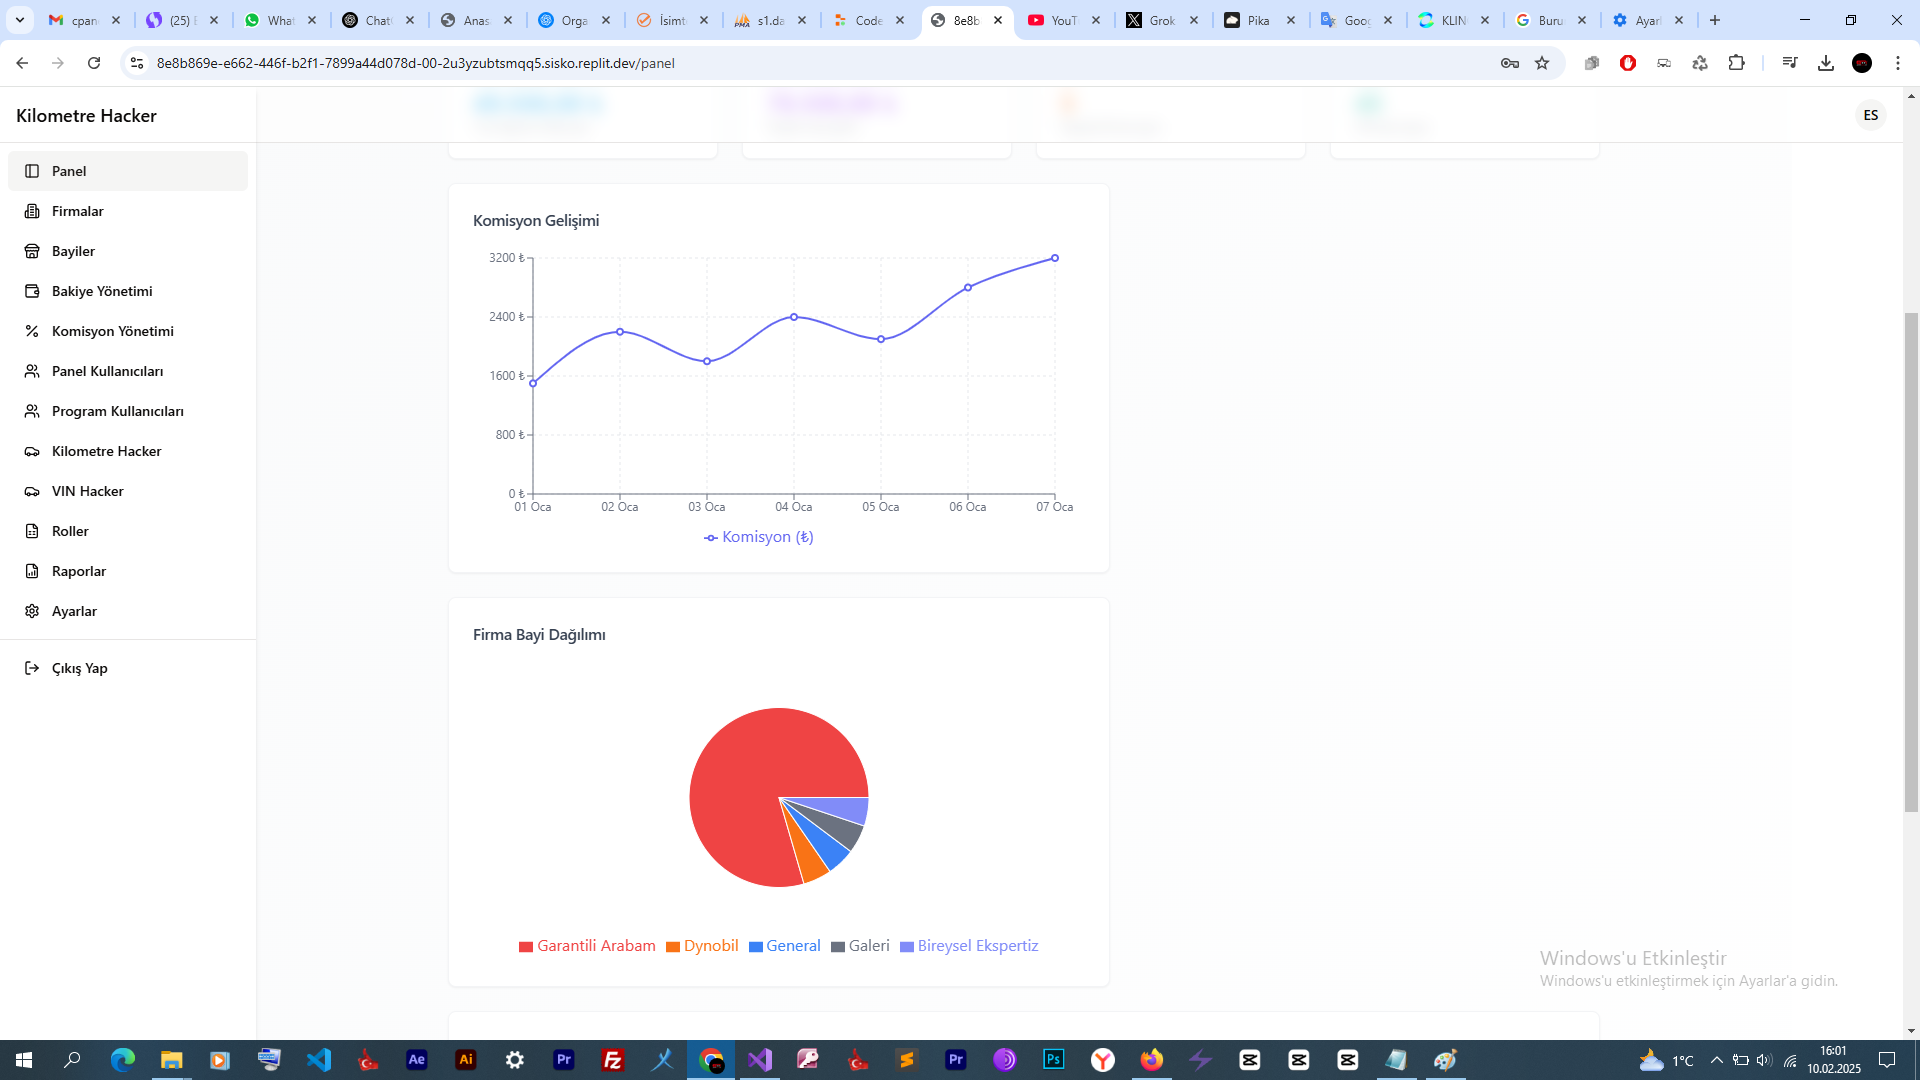 cpan
(25) E
What
Chat
Anas
Orga
İsimt
s1.da
Code
8e8b
YouT
Grok
Pika
Goog
KLIN
Buru
Ayarl
8e8b869e-e662-446f-b2f1-7899a44d078d-00-2u3yzubtsmqq5.sisko.replit.dev/panel
Kilometre Hacker
ES
Panel
Firmalar
Bayiler
Bakiye Yönetimi
Komisyon Yönetimi
Panel Kullanıcıları
Program Kullanıcıları
Kilometre Hacker
VIN Hacker
Roller
Raporlar
Ayarlar
Çıkış Yap
Komisyon Gelişimi
3200 ₺
2400 ₺
1600 ₺
800 ₺
0 ₺
01 Oca 02 Oca 03 Oca 04 Oca 05 Oca 06 Oca 07 Oca
Komisyon (₺)
Firma Bayi Dağılımı
Garantili Arabam Dynobil General Galeri Bireysel Ekspertiz
Windows'u Etkinleştir
Windows'u etkinleştirmek için Ayarlar'a gidin.
1°C
16:01
10.02.2025